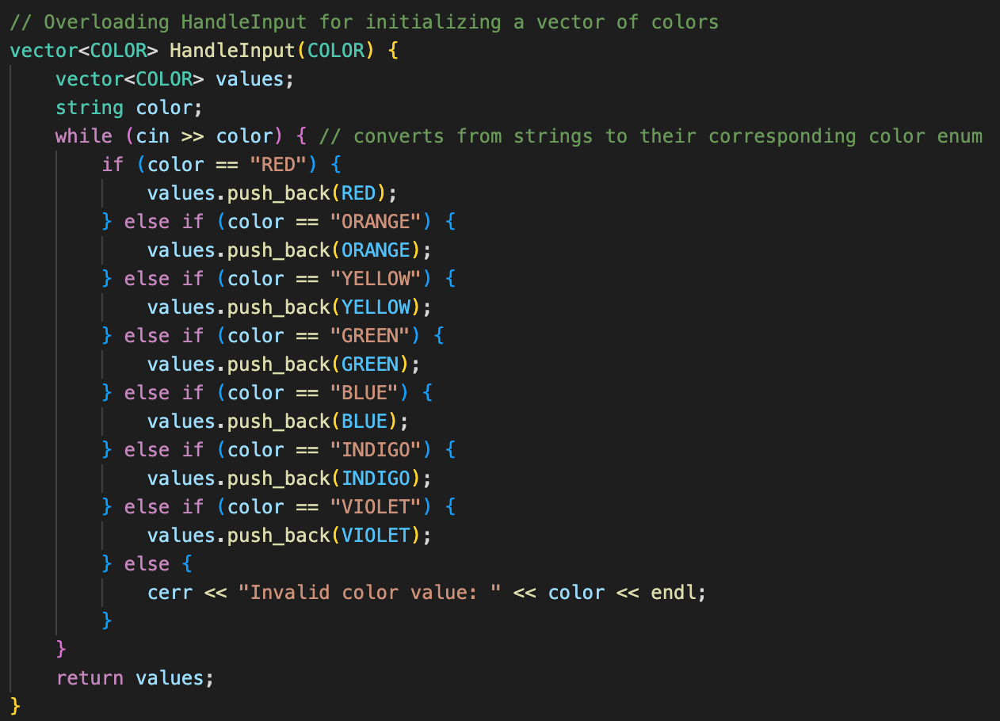 // Overloading HandleInput for initializing a vector of colors
vector<COLOR> HandleInput(COLOR) {
    vector<COLOR> values;
    string color;
    while (cin >> color) { // converts from strings to their corresponding color enum
        if (color == "RED") {
            values.push_back(RED);
        } else if (color == "ORANGE") {
            values.push_back(ORANGE);
        } else if (color == "YELLOW") {
            values.push_back(YELLOW);
        } else if (color == "GREEN") {
            values.push_back(GREEN);
        } else if (color == "BLUE") {
            values.push_back(BLUE);
        } else if (color == "INDIGO") {
            values.push_back(INDIGO);
        } else if (color == "VIOLET") {
            values.push_back(VIOLET);
        } else {
            cerr << "Invalid color value: " << color << endl;
        }
    }
    return values;
}